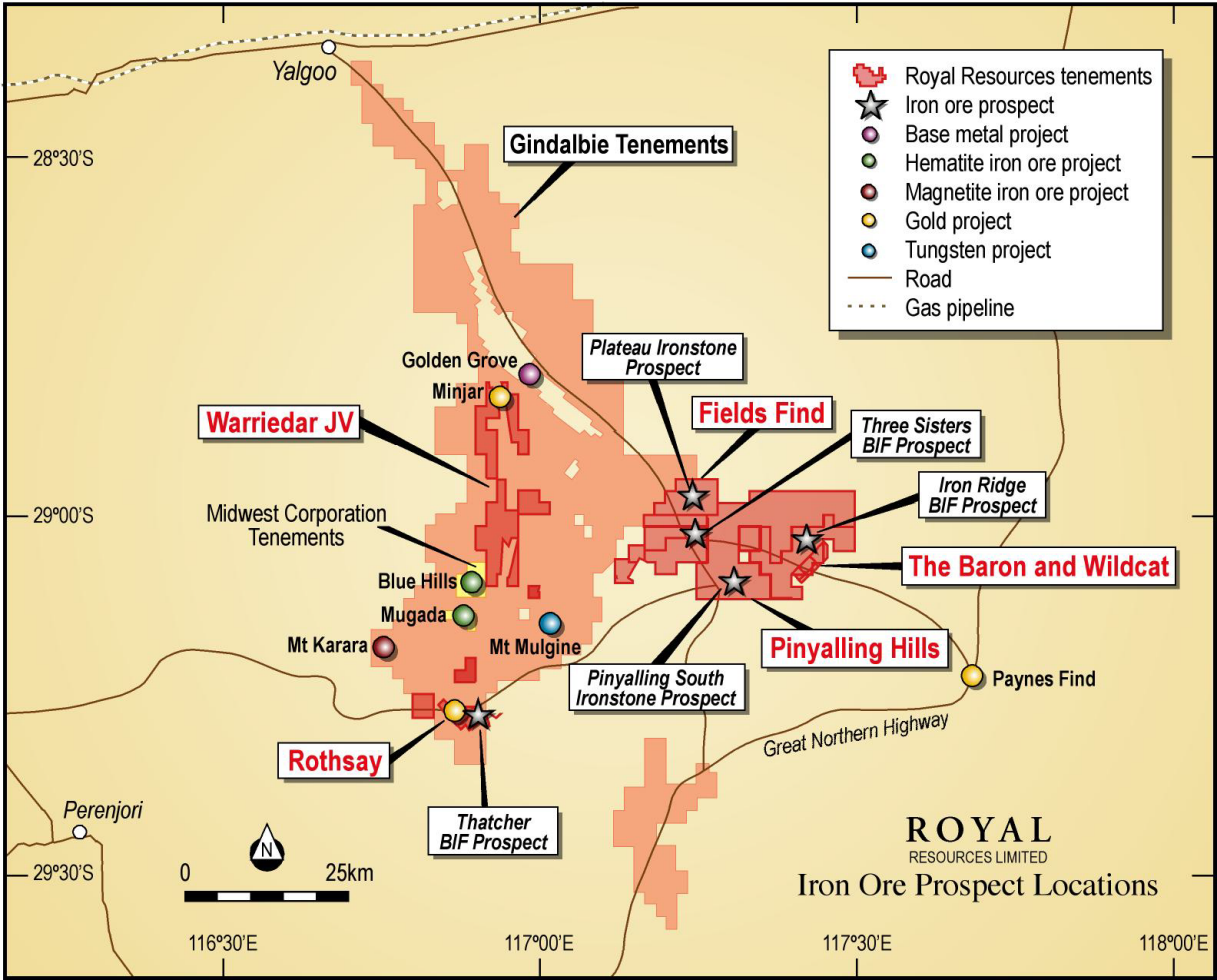 Yalgoo
Royal Resources tenements
Iron ore prospect
Base metal project
Hematite iron ore project
Magnetite iron ore project
Gold project
Tungsten project
Road
Gas pipeline
28°30'S
Gindalbie Tenements
Plateau Ironstone
Prospect
Golden Grove
Minjar
Warriedar JV
Fields Find
Three Sisters
BIF Prospect
Iron Ridge
BIF Prospect
29°00'S
Midwest Corporation
Tenements
Blue Hills
The Baron and Wildcat
Mugada
Mt Karara
Mt Mulgine
Pinyalling Hills
Pinyalling South
Ironstone Prospect
Paynes Find
Great Northern Highway
Rothsay
Perenjori
Thatcher
BIF Prospect
N
0 25km
ROYAL
RESOURCES LIMITED
Iron Ore Prospect Locations
29°30'S
116°30'E
117°00'E
117°30'E
118°00'E